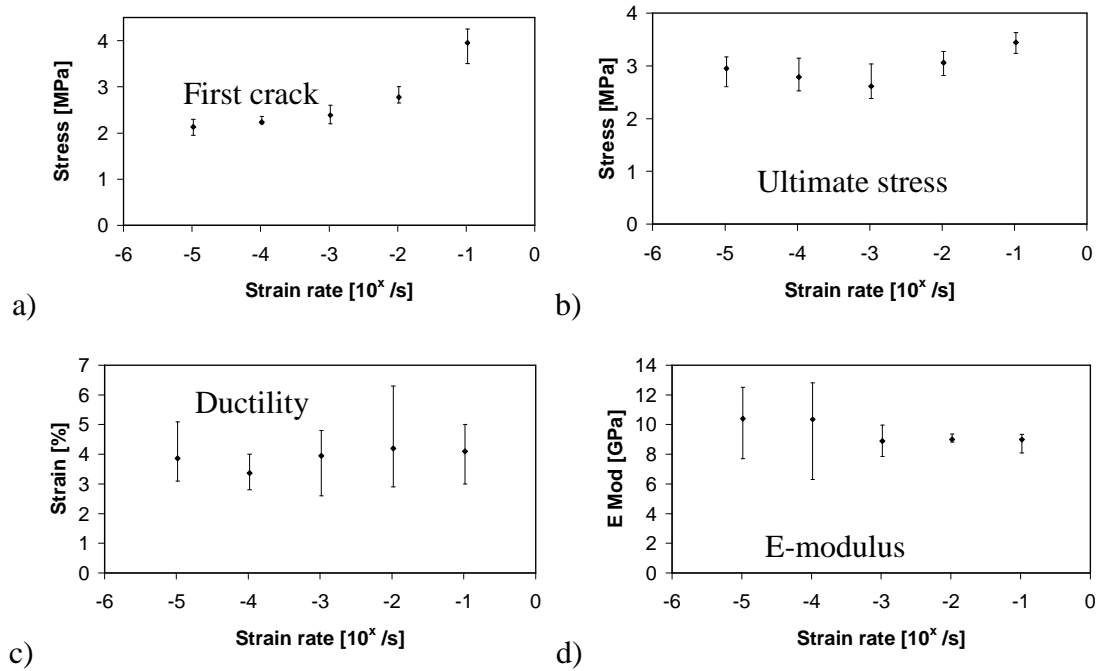 4
3
2
1
0
Stress [MPa]
First crack
-6 -5 -4 -3 -2 -1 0
Strain rate [10ˣ /s]
a)
4
3
2
1
0
Stress [MPa]
Ultimate stress
-6 -5 -4 -3 -2 -1 0
Strain rate [10ˣ /s]
b)
7
6
5
4
3
2
1
0
Strain [%]
Ductility
-6 -5 -4 -3 -2 -1 0
Strain rate [10ˣ /s]
c)
14
12
10
8
6
4
2
0
E Mod [GPa]
E-modulus
-6 -5 -4 -3 -2 -1 0
Strain rate [10ˣ /s]
d)